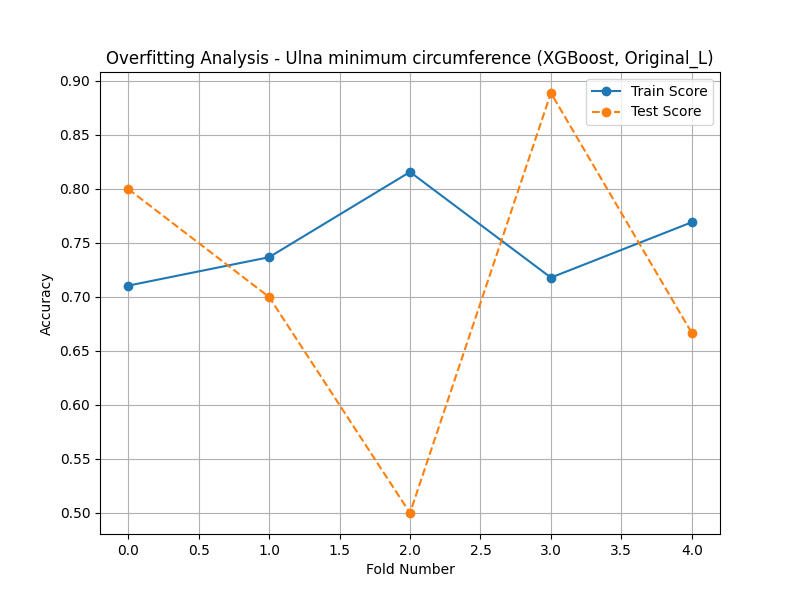 Overfitting Analysis - Ulna minimum circumference (XGBoost, Original_L)
Train Score
Test Score
Accuracy
0.90
0.85
0.80
0.75
0.70
0.65
0.60
0.55
0.50
0.0 0.5 1.0 1.5 2.0 2.5 3.0 3.5 4.0
Fold Number